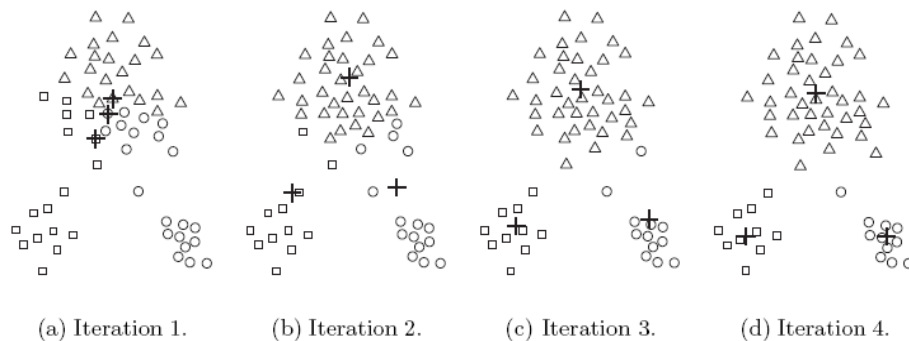 (a) Iteration 1.
(b) Iteration 2.
(c) Iteration 3.
(d) Iteration 4.